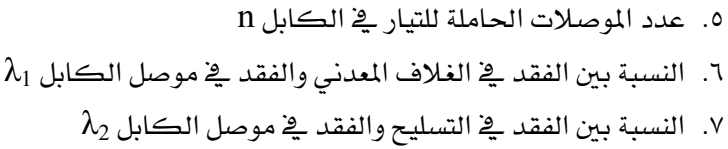 ٥. عدد الموصلات الحاملة للتيار في الكابل n
٦. النسبة بين الفقد في الغلاف المعدني والفقد في موصل الكابل λ₁
٧. النسبة بين الفقد في التسليح والفقد في موصل الكابل λ₂